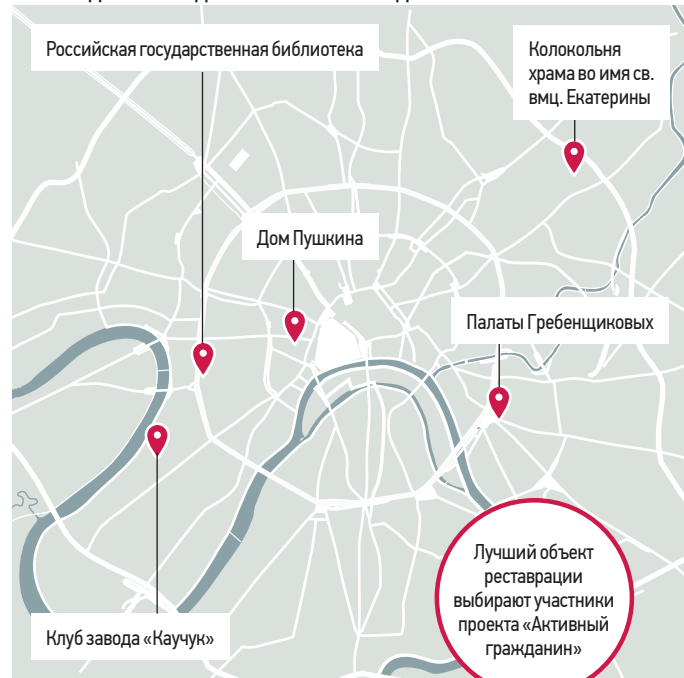 Российская государственная библиотека
Колокольня
храма во имя св.
вмц. Екатерины
Дом Пушкина
Палаты Гребенщиковых
Клуб завода «Каучук»
Лучший объект
реставрации
выбирают участники
проекта «Активный
гражданин»